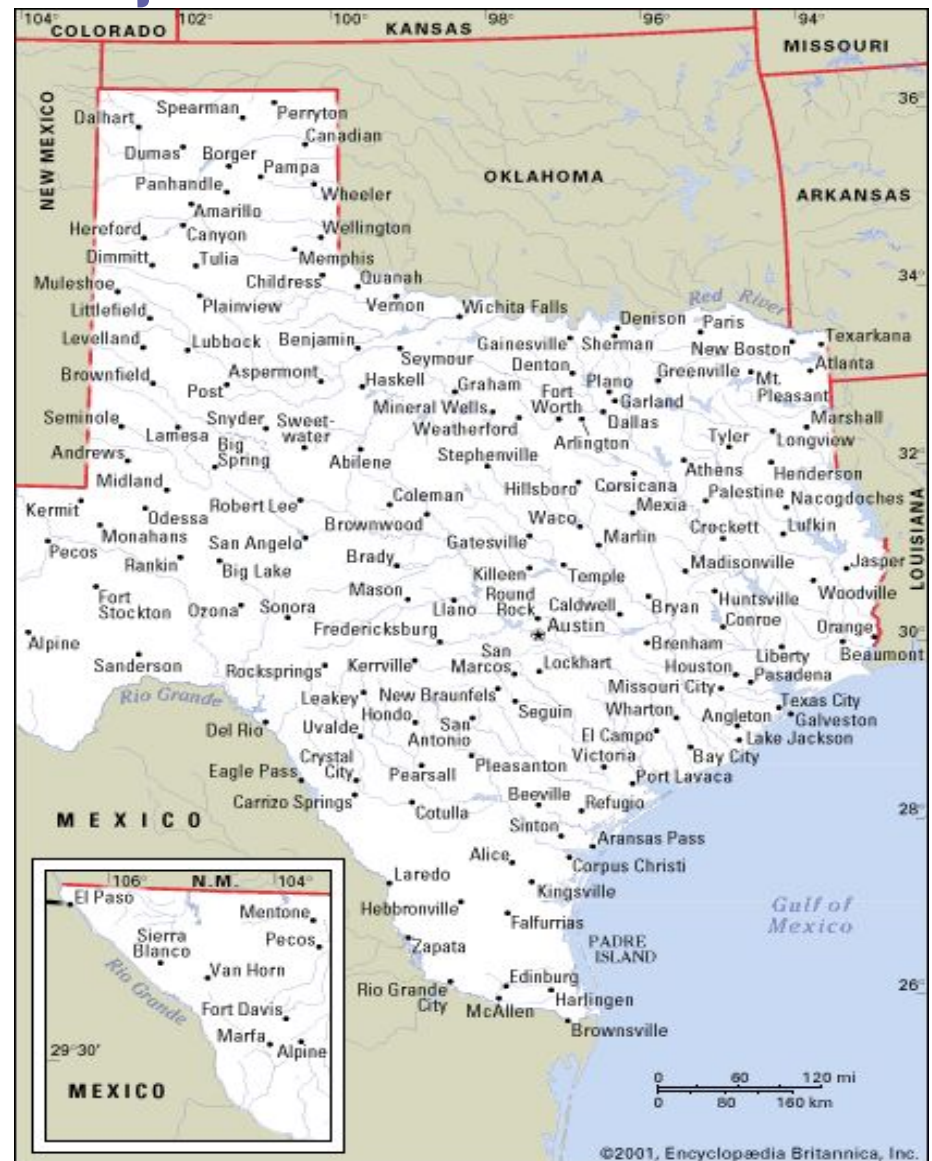 104°
102°
100°
98°
96°
94°
COLORADO
KANSAS
MISSOURI
NEW MEXICO
OKLAHOMA
ARKANSAS
LOUISIANA
36°
34°
32°
30°
28°
26°
Dalhart
Spearman
Perryton
Canadian
Dumas
Borger
Pampa
Panhandle
Wheeler
Amarillo
Hereford
Canyon
Wellington
Dimmitt
Tulia
Memphis
Muleshoe
Childress
Quanah
Littlefield
Plainview
Vernon
Wichita Falls
Red River
Denison
Paris
Levelland
Lubbock
Benjamin
Seymour
Gainesville
Sherman
New Boston
Texarkana
Brownfield
Post
Aspermont
Haskell
Graham
Denton
Plano
Greenville
Mt.
Pleasant
Atlanta
Seminole
Lamesa
Snyder
Sweet-
water
Mineral Wells
Weatherford
Fort
Worth
Arlington
Garland
Dallas
Marshall
Andrews
Big
Spring
Abilene
Stephenville
Tyler
Longview
Midland
Robert Lee
Coleman
Hillsboro
Corsicana
Athens
Henderson
Kermit
Odessa
Monahans
Brownwood
Waco
Mexia
Palestine
Nacogdoches
Pecos
Rankin
San Angelo
Big Lake
Brady
Gatesville
Marlin
Crockett
Lufkin
Fort
Stockton
Ozona
Sonora
Mason
Killeen
Temple
Madisonville
Jasper
Alpine
Sanderson
Fredericksburg
Llano
Round
Rock
Caldwell
Austin
Bryan
Huntsville
Woodville
Conroe
Orange
Brenham
Liberty
Beaumont
Rocksprings
Kerrville
San
Marcos
Lockhart
Houston
Pasadena
Rio Grande
Leakey
New Braunfels
Seguin
Missouri City
Texas City
Galveston
Del Rio
Uvalde
Hondo
San
Antonio
Wharton
Angleton
Lake Jackson
Eagle Pass
Crystal
City
Pearsall
Pleasanton
El Campo
Victoria
Bay City
Port Lavaca
Carrizo Springs
Cotulla
Beeville
Refugio
Sinton
Aransas Pass
MEXICO
Laredo
Alice
Corpus Christi
Kingsville
Hebbronville
Falfurrias
Gulf of
Mexico
Zapata
PADRE
ISLAND
Rio Grande
City
Edinburg
McAllen
Harlingen
Brownsville
106°
N.M.
104°
El Paso
Mentone
Sierra
Blanco
Pecos
Van Horn
Rio Grande
Fort Davis
Marfa
Alpine
29°30'
MEXICO
0 60 120 mi
0 80 160 km
©2001, Encyclopædia Britannica, Inc.